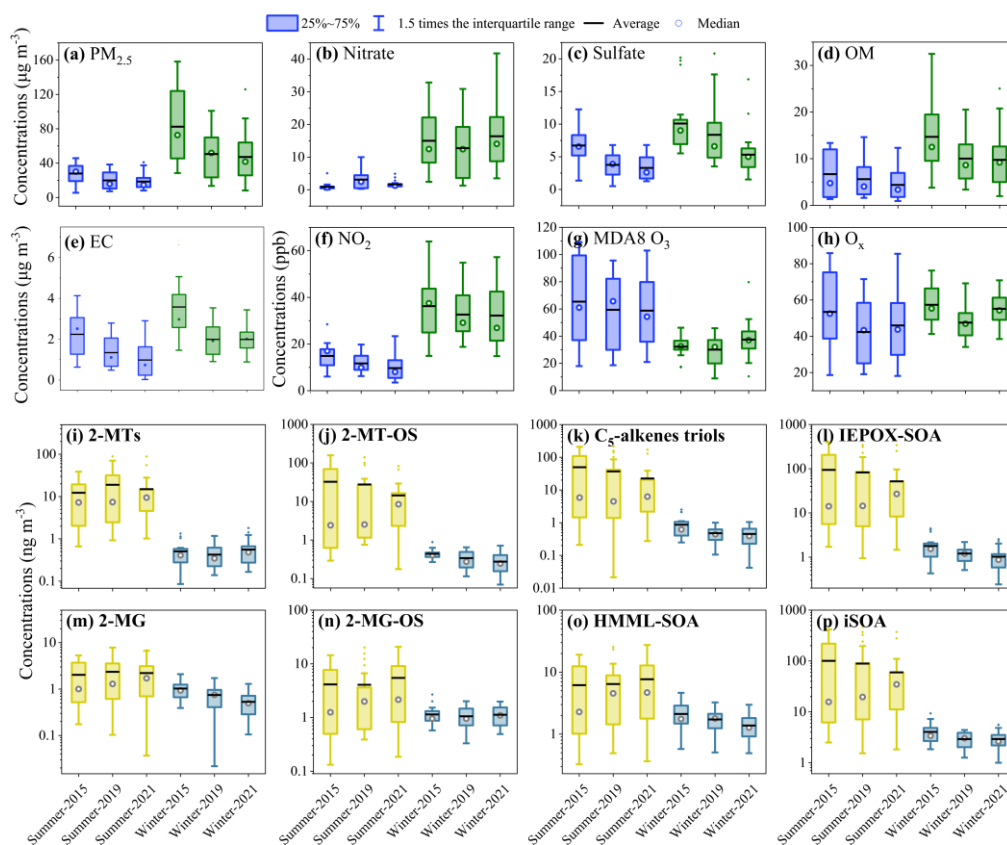 25%~75% 1.5 times the interquartile range Average Median
(a) PM2.5 (b) Nitrate (c) Sulfate (d) OM
Concentrations (μg m-3)
160 120 80 40 0
40 30 20 10 0
20 15 10 5 0
30 20 10 0
(e) EC (f) NO2 (g) MDA8 O3 (h) Ox
Concentrations (μg m-3)
6 4 2 0
Concentrations (ppb)
60 40 20 0
120 100 80 60 40 20 0
100 80 60 40 20
(i) 2-MTs (j) 2-MT-OS (k) C5-alkenes triols (l) IEPOX-SOA
Concentrations (ng m-3)
100 10 1 0.1
1000 100 10 1 0.1
1000 100 10 1 0.1 0.01
100 10 1
(m) 2-MG (n) 2-MG-OS (o) HMML-SOA (p) iSOA
10 1 0.1
100 10 1 0.1
100 10 1
1000 100 10 1
Summer-2015 Summer-2019 Summer-2021 Winter-2015 Winter-2019 Winter-2021
Summer-2015 Summer-2019 Summer-2021 Winter-2015 Winter-2019 Winter-2021
Summer-2015 Summer-2019 Summer-2021 Winter-2015 Winter-2019 Winter-2021
Summer-2015 Summer-2019 Summer-2021 Winter-2015 Winter-2019 Winter-2021